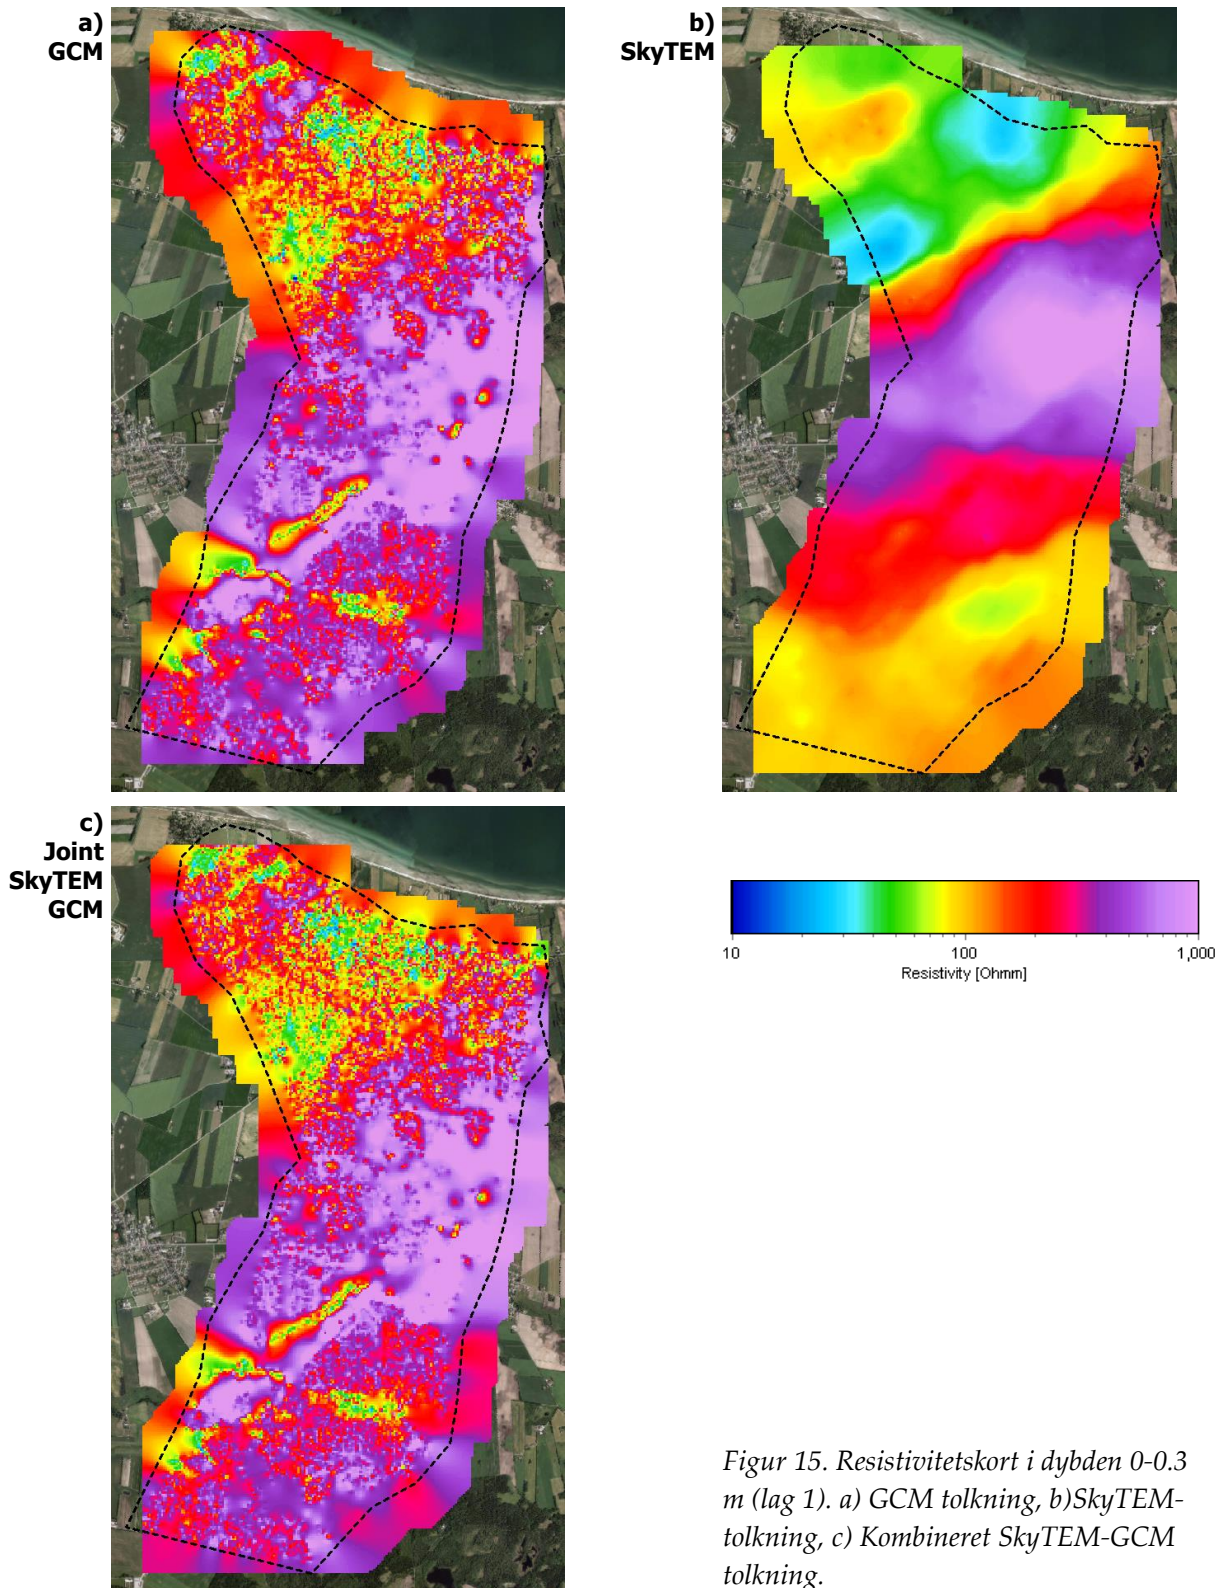 a)
GCM
b)
SkyTEM
c)
Joint
SkyTEM
GCM
10 100 1,000
Resistivity [Ohmm]
Figur 15. Resistivitetskort i dybden 0-0.3
m (lag 1). a) GCM tolkning, b)SkyTEM-
tolkning, c) Kombineret SkyTEM-GCM
tolkning.